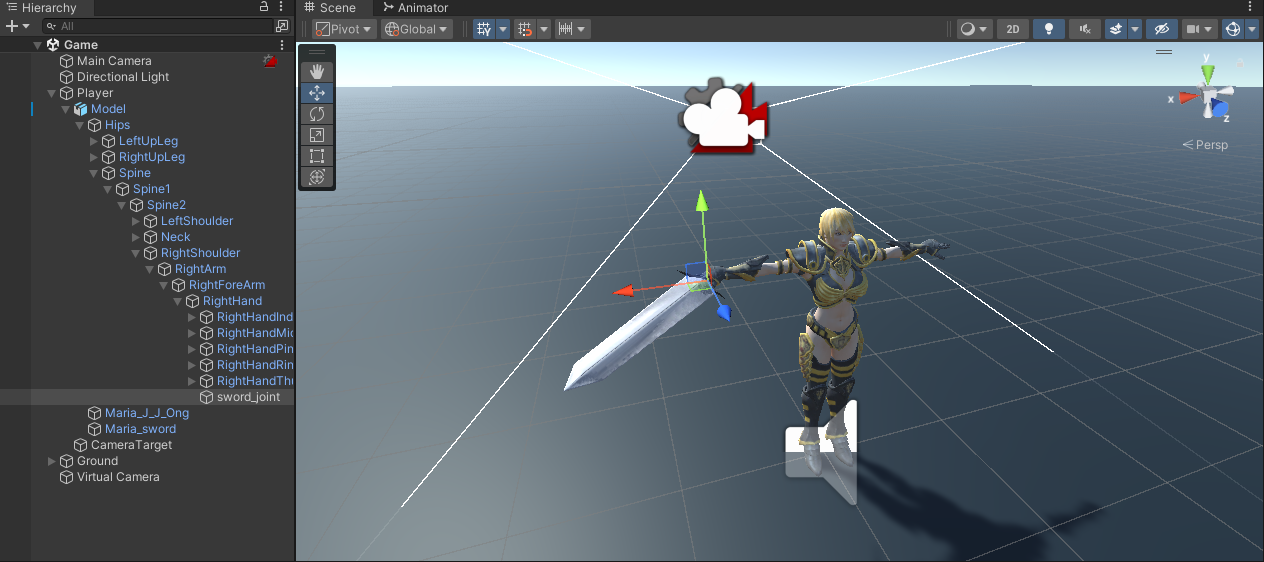 Hierarchy
All
Game
Main Camera
Directional Light
Player
Model
Hips
LeftUpLeg
RightUpLeg
Spine
Spine1
Spine2
LeftShoulder
Neck
RightShoulder
RightArm
RightForeArm
RightHand
RightHandInd
RightHandMid
RightHandPin
RightHandRin
RightHandThu
sword_joint
Maria_J_J_Ong
Maria_sword
CameraTarget
Ground
Virtual Camera
Scene Animator
Pivot Global 2D
y
x
z
Persp